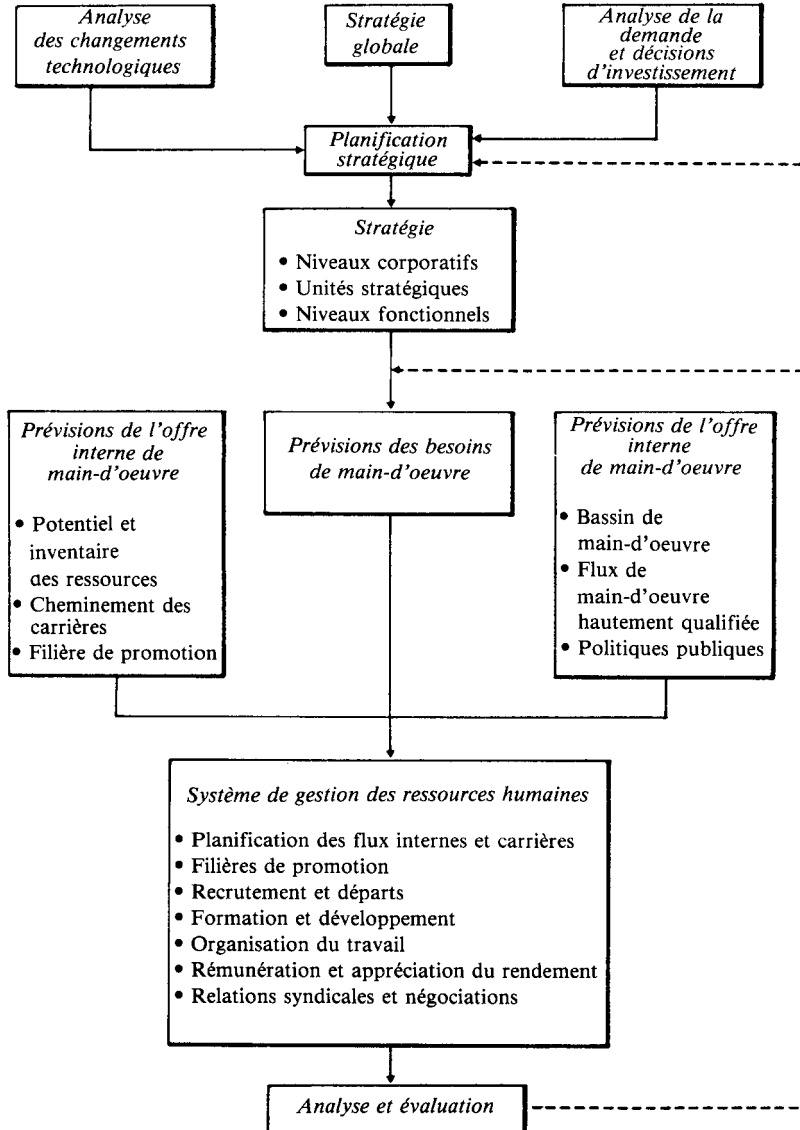 Analyse
des changements
technologiques
Stratégie
globale
Analyse de la
demande
et décisions
d'investissement
Planification
stratégique
Stratégie
• Niveaux corporatifs
• Unités stratégiques
• Niveaux fonctionnels
Prévisions de l'offre
interne de
main-d'oeuvre
• Potentiel et
inventaire
des ressources
• Cheminement des
carrières
• Filière de promotion
Prévisions des besoins
de main-d'oeuvre
Prévisions de l'offre
interne
de main-d'oeuvre
• Bassin de
main-d'oeuvre
• Flux de
main-d'oeuvre
hautement qualifiée
• Politiques publiques
Système de gestion des ressources humaines
• Planification des flux internes et carrières
• Filières de promotion
• Recrutement et départs
• Formation et développement
• Organisation du travail
• Rémunération et appréciation du rendement
• Relations syndicales et négociations
Analyse et évaluation